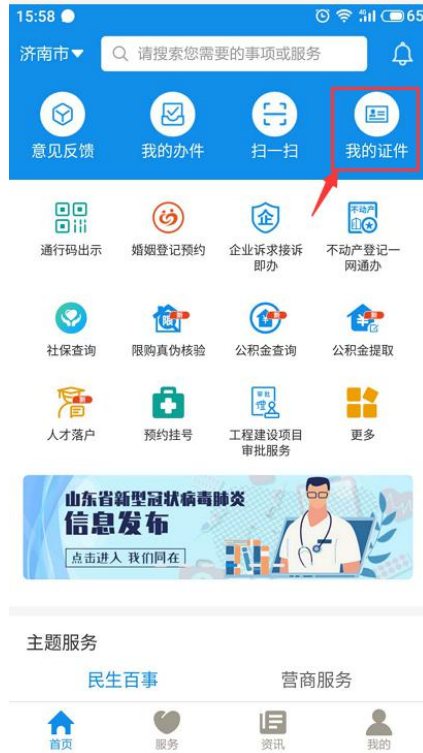 15:58
65
济南市
请搜索您需要的事项或服务
意见反馈 我的办件 扫一扫 我的证件
不动产
企
通行码出示 婚姻登记预约 企业诉求接诉即办 不动产登记一网通办
限
社保查询 限购真伪核验 公积金查询 公积金提取
审批
人才落户 预约挂号 工程建设项目审批服务 更多
山东省新型冠状病毒肺炎
信息发布
点击进入 我们同在
主题服务
民生百事 营商服务
首页 服务 资讯 我的